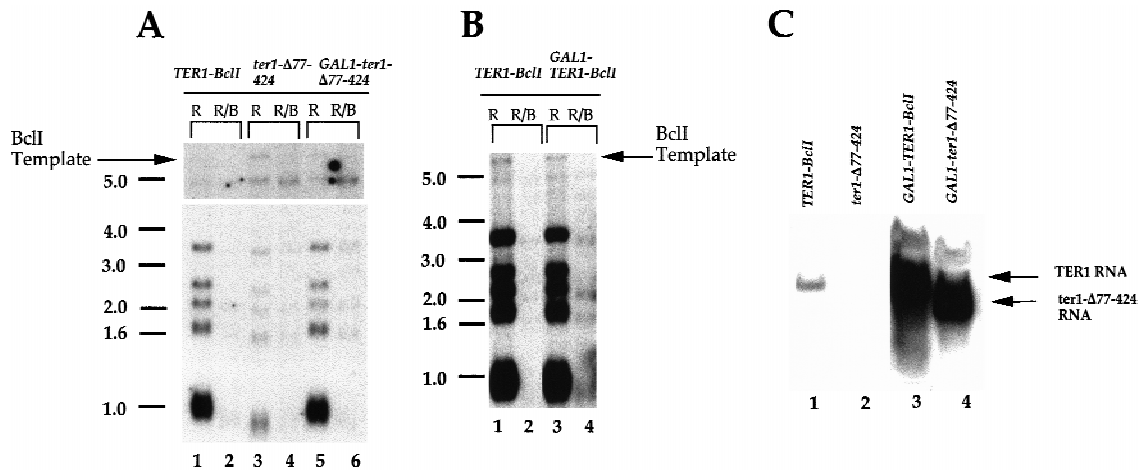 A
TER1-BclI ter1-Δ77-424 GAL1-ter1-Δ77-424
R R/B R R/B R R/B
BclI Template
5.0
4.0
3.0
2.0
1.6
1.0
1 2 3 4 5 6
B
TER1-BclI GAL1-TER1-BclI
R R/B R R/B
BclI Template
5.0
4.0
3.0
2.0
1.6
1.0
1 2 3 4
C
TER1-BclI
ter1-Δ77-424
GAL1-TER1-BclI
GAL1-ter1-Δ77-424
TER1 RNA
ter1-Δ77-424
RNA
1 2 3 4